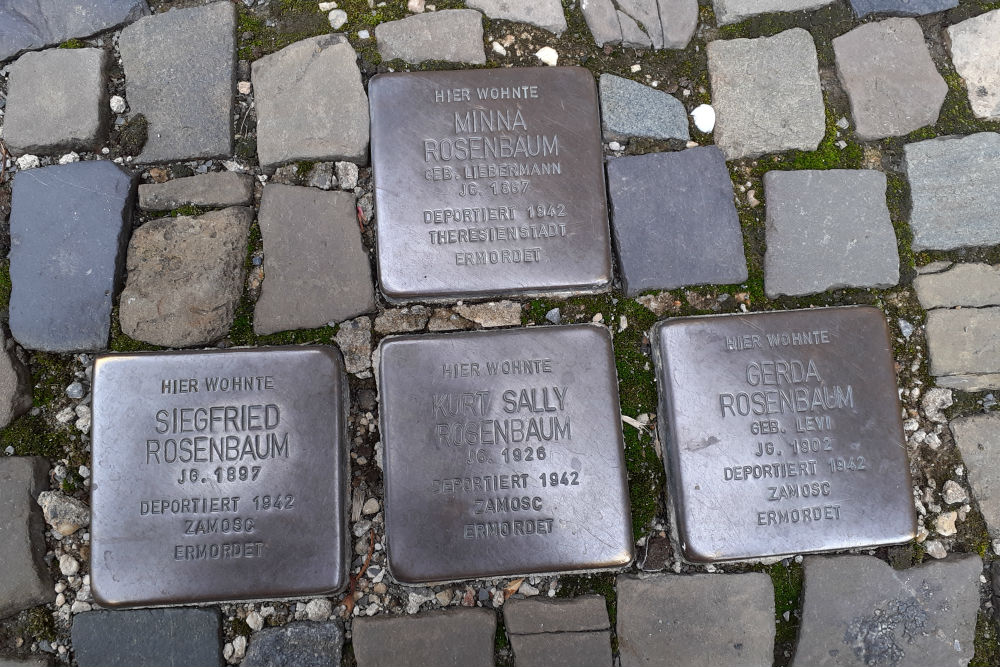 HIER WOHNTE
MINNA
ROSENBAUM
GEB. LIEBERMANN
JG. 1867
DEPORTIERT 1942
THERESIENSTADT
ERMORDET
HIER WOHNTE
SIEGFRIED
ROSENBAUM
JG. 1897
DEPORTIERT 1942
ZAMOSC
ERMORDET
HIER WOHNTE
KURT SALLY
ROSENBAUM
JG. 1926
DEPORTIERT 1942
ZAMOSC
ERMORDET
HIER WOHNTE
GERDA
ROSENBAUM
GEB. LEVI
JG. 1902
DEPORTIERT 1942
ZAMOSC
ERMORDET